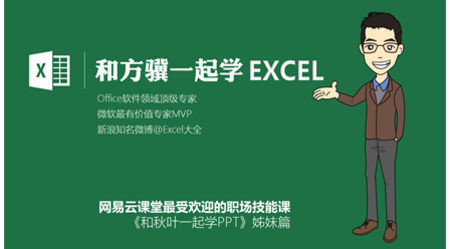 X
和方骥一起学 EXCEL
Office软件领域顶级专家
微软最有价值专家MVP
新浪知名微博@Excel大全
网易云课堂最受欢迎的职场技能课
《和秋叶一起学PPT》姊妹篇